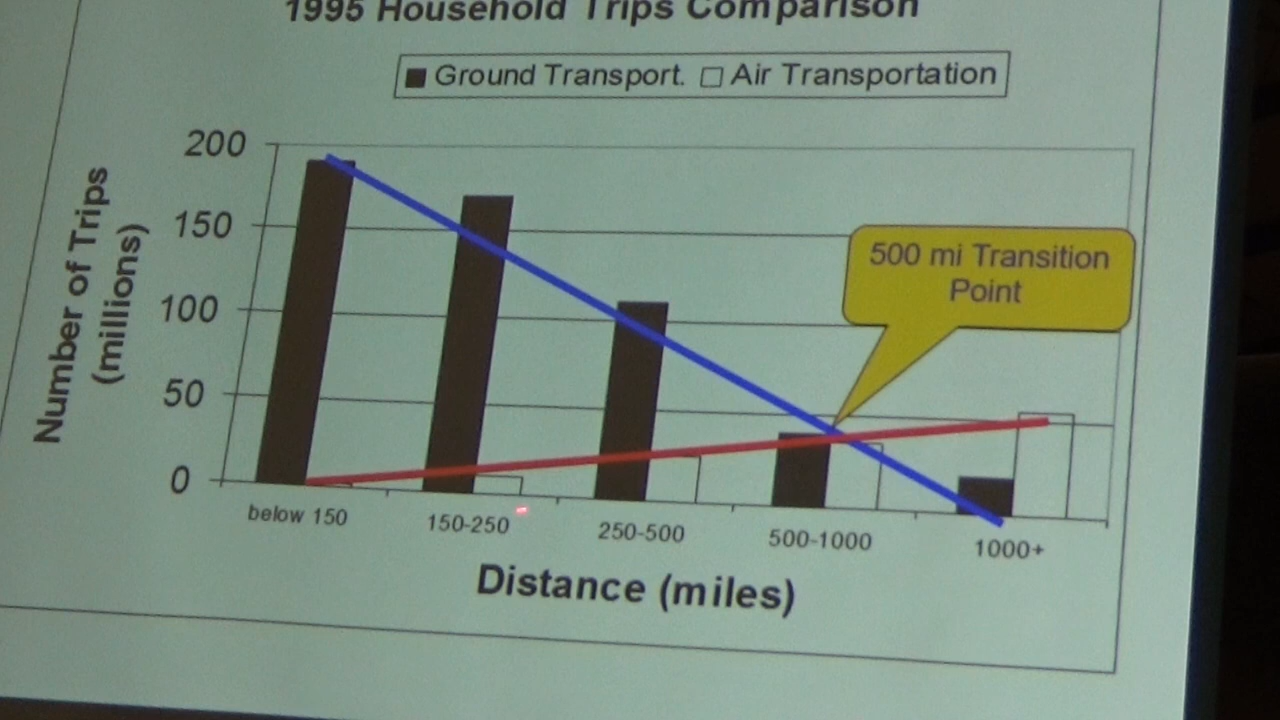 1995 Household Trips Comparison
Ground Transport. Air Transportation
Number of Trips
(millions)
200
150
100
50
0
500 mi Transition
Point
below 150
150-250
250-500
500-1000
1000+
Distance (miles)